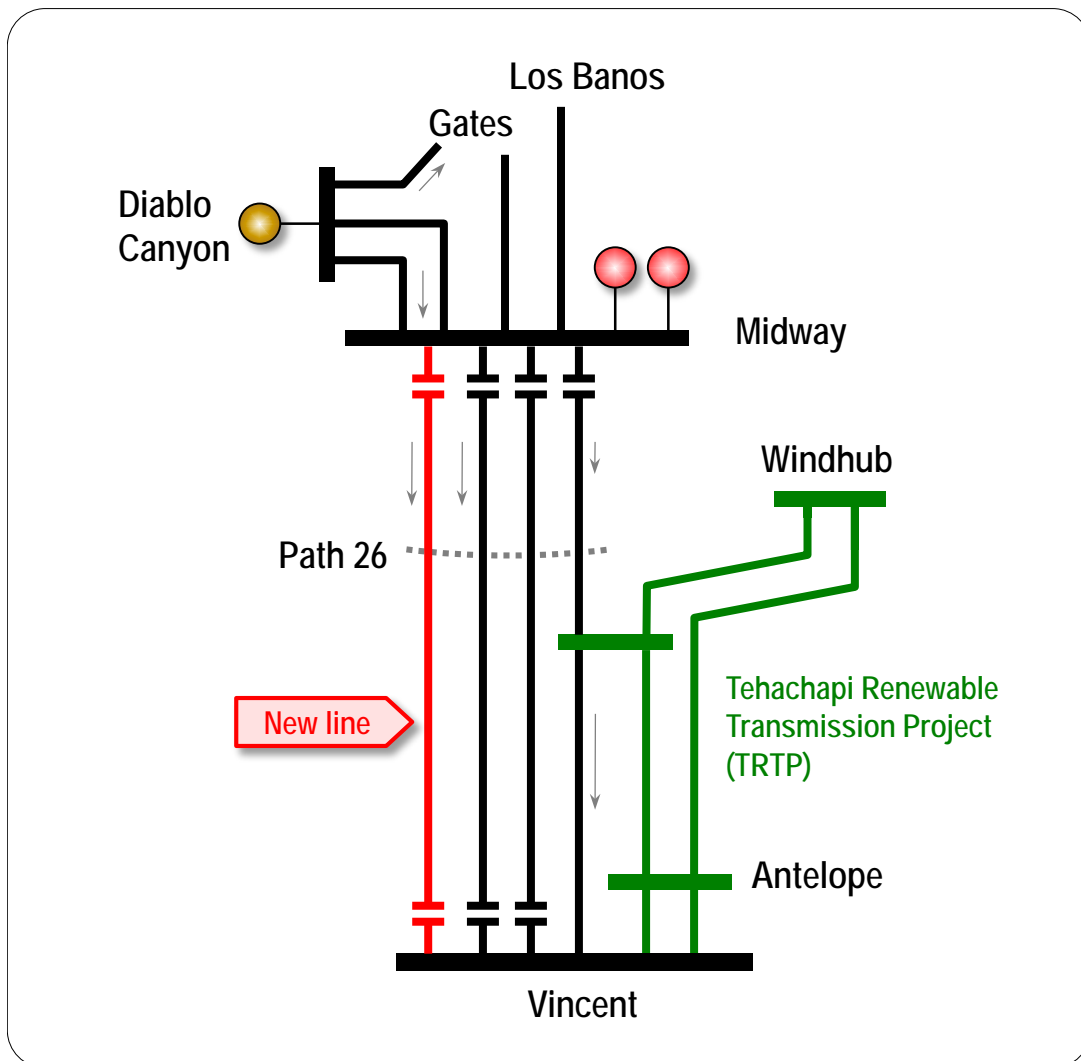 Los Banos
Gates
Diablo
Canyon
Midway
Windhub
Path 26
New line
Tehachapi Renewable
Transmission Project
(TRTP)
Antelope
Vincent